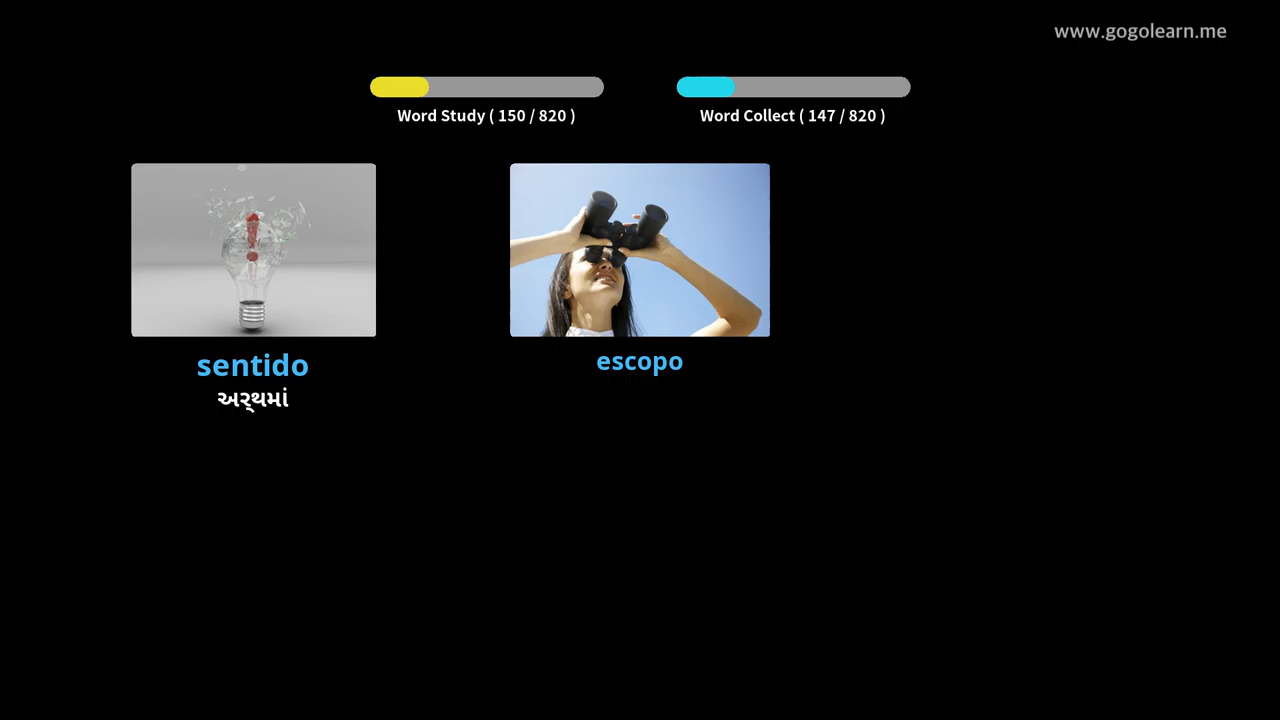 www.gogolearn.me
Word Study ( 150 / 820 )
Word Collect ( 147 / 820 )
sentido
અર્થમાં
escopo